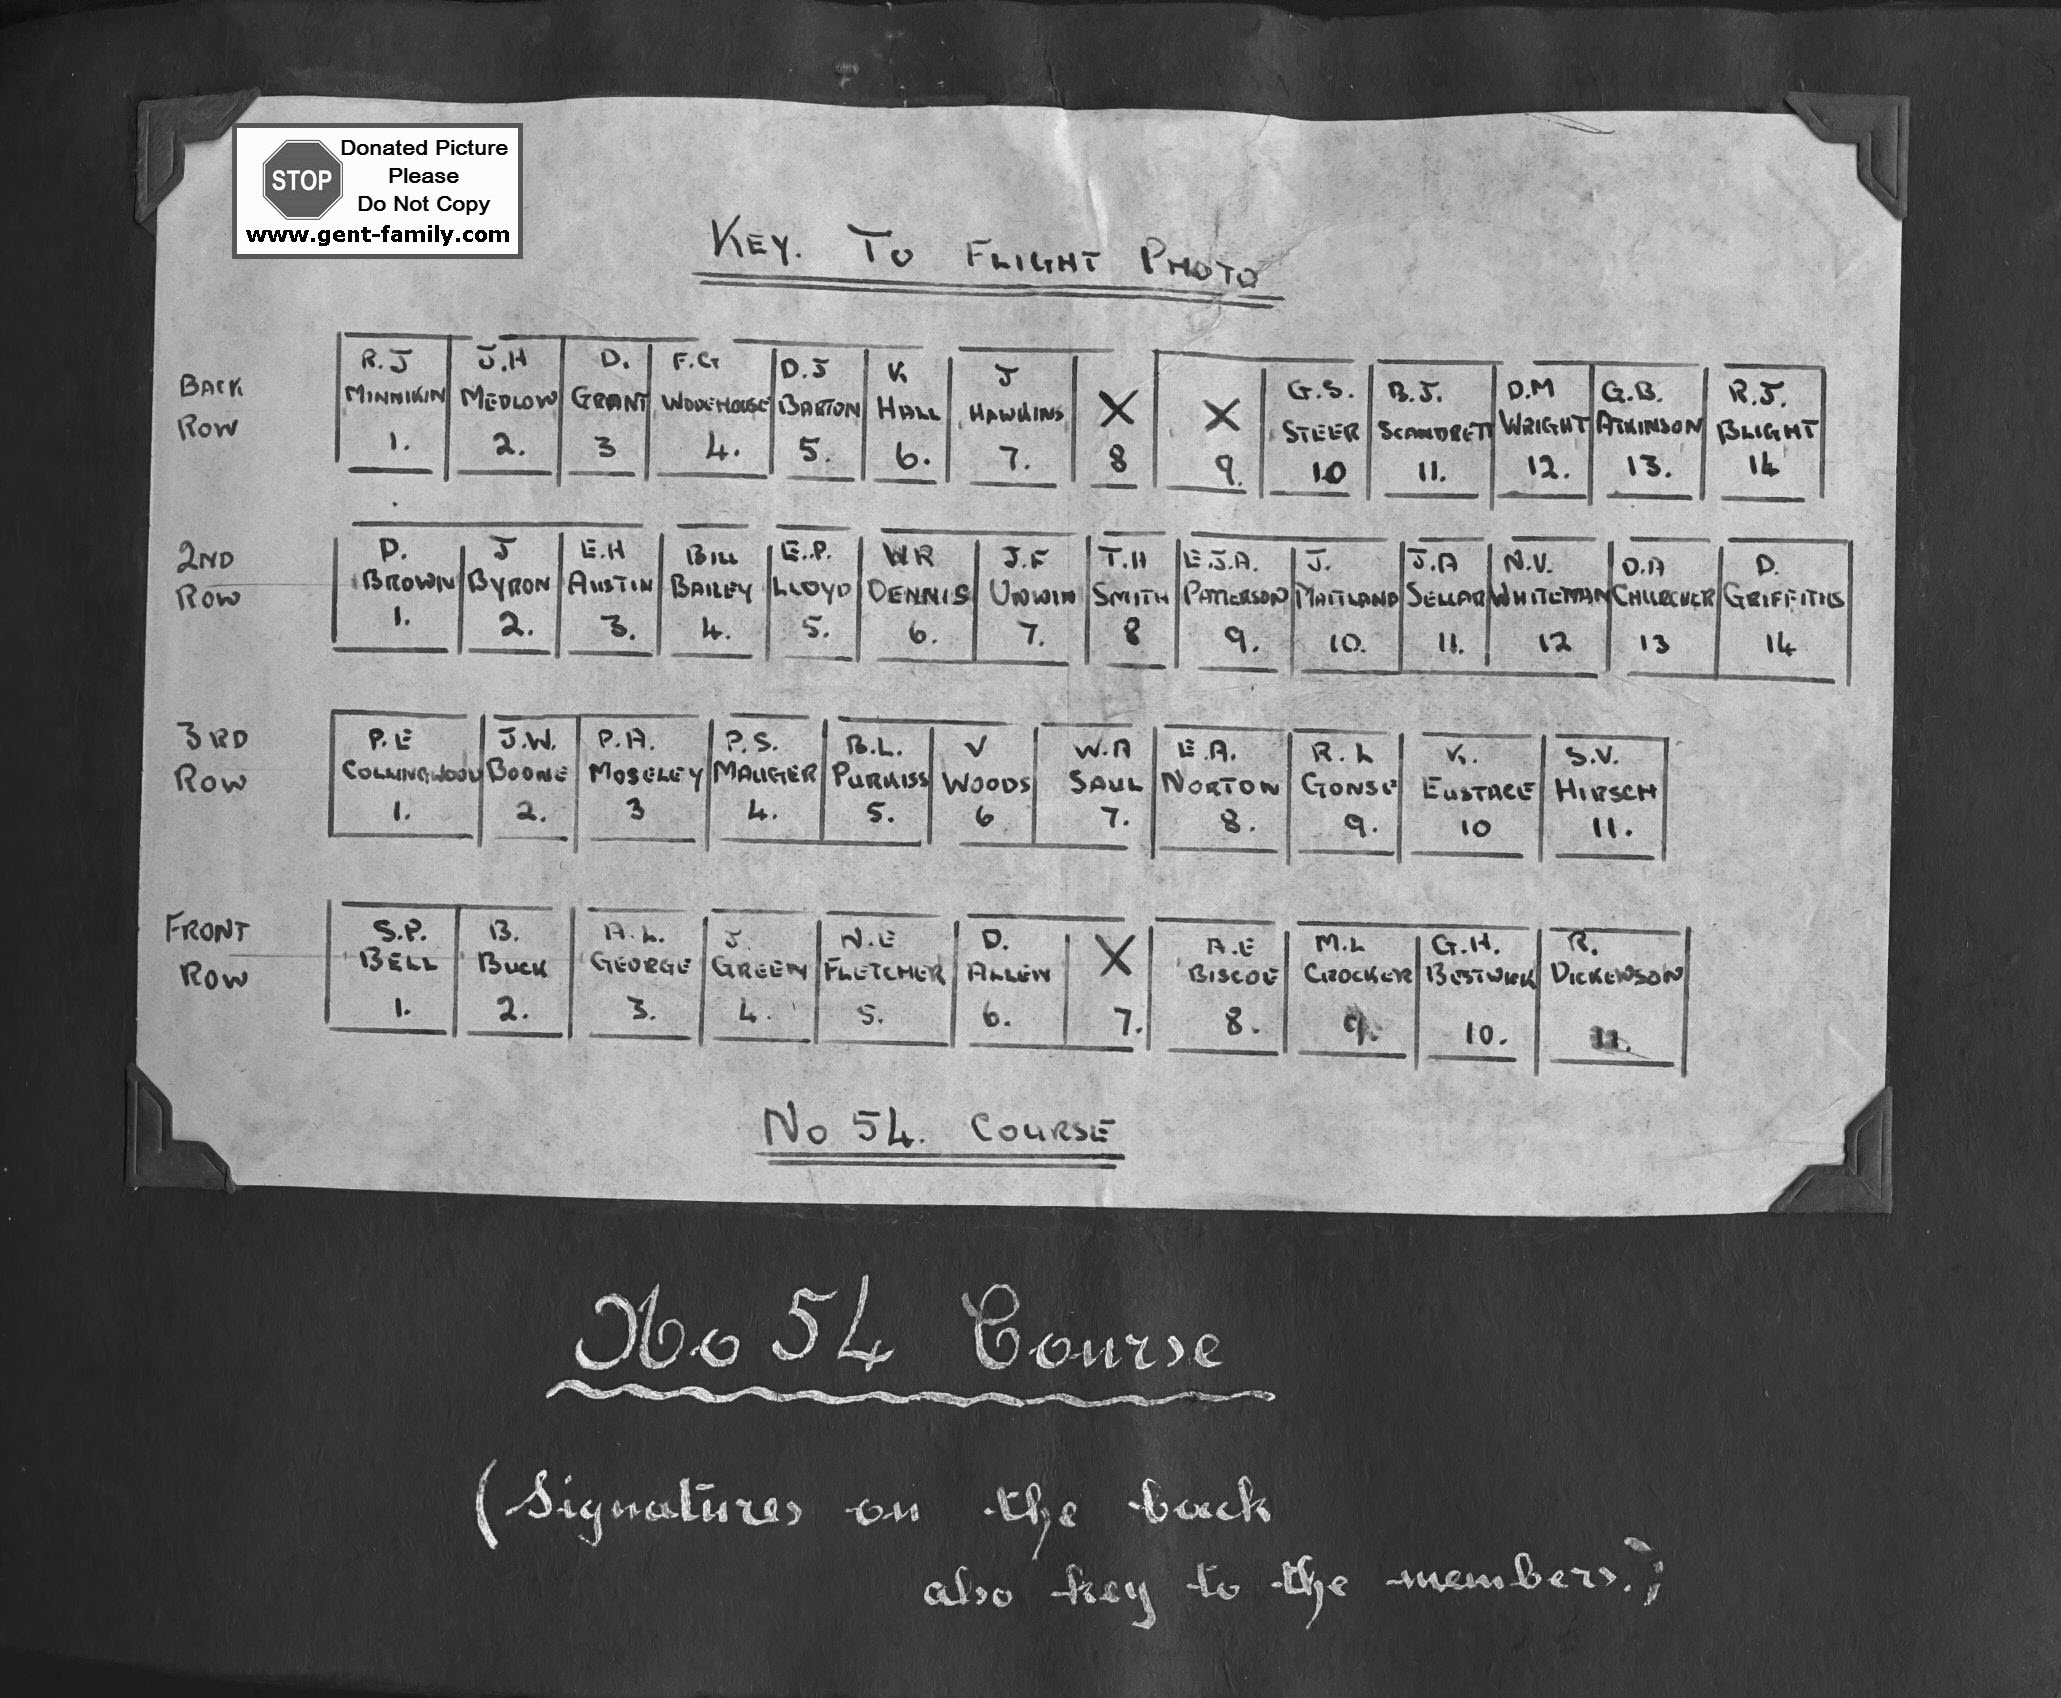 STOP
Donated Picture
Please
Do Not Copy
www.gent-family.com
KEY. TO FLIGHT PHOTO
BACK ROW
R.J MINNIKIN 1.
J.H MEDLOW 2.
D. GRANT 3
F.G WODEHOUSE 4.
D.J BARTON 5.
K. HALL 6.
J HAWKINS 7.
X 8
X 9.
G.S. STEER 10
B.J. SCANDRETT 11.
D.M WRIGHT 12.
G.B. ATKINSON 13.
R.J. BLIGHT 14
2ND ROW
D. BROWN 1.
J BYRON 2.
E.H AUSTIN 3.
BILL BAILEY 4.
E.P. LLOYD 5.
WR DENNIS 6.
J.F UNWIN 7.
T.H SMITH 8
E.J.A. PATTERSON 9.
J. MAITLAND 10.
J.A SELLAR 11.
N.V. WHITEMAN 12
D.A CHURCHER 13
D. GRIFFITHS 14
3RD ROW
P.E COLLINGWOOD 1.
J.W. BOONE 2.
P.A. MOSELEY 3
P.S. MAUGER 4.
B.L. PURKISS 5.
V WOODS 6
W.A SAUL 7.
E.A. NORTON 8.
R.L GONSE 9.
K. EUSTACE 10
S.V. HIRSCH 11.
FRONT ROW
S.P. BELL 1.
B. BUCK 2.
A.L. GEORGE 3.
J. GREEN 4.
N.E FLETCHER 5.
D. ALLEN 6.
X 7.
A.E BISCOE 8.
M.L CROCKER 9.
G.H. 10.
R. DICKENSON 11.
No 54. COURSE
No 54 Course
(Signatures on the back
also key to the members.)